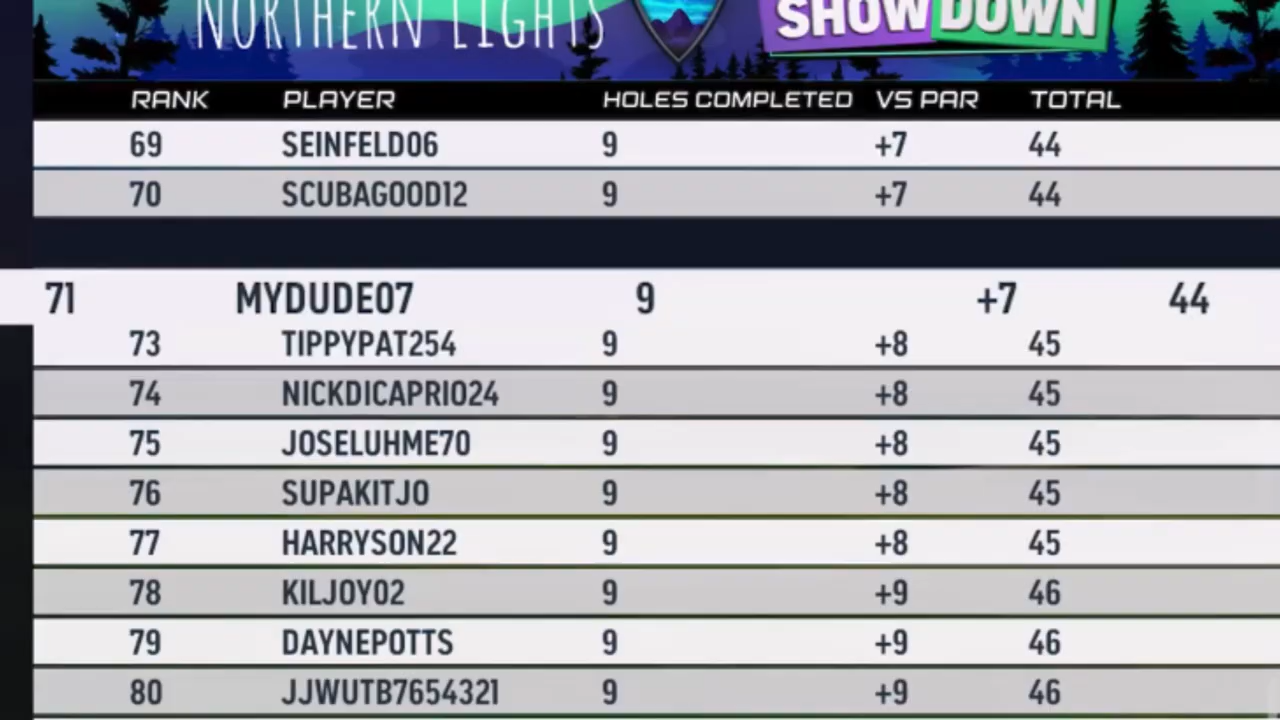 NORTHERN LIGHTS SHOWDOWN
RANK PLAYER HOLES COMPLETED VS PAR TOTAL
69 SEINFELD06 9 +7 44
70 SCUBAGOOD12 9 +7 44
71 MYDUDE07 9 +7 44
73 TIPPYPAT254 9 +8 45
74 NICKDICAPRIO24 9 +8 45
75 JOSELUHME70 9 +8 45
76 SUPAKITJO 9 +8 45
77 HARRYSON22 9 +8 45
78 KILJOY02 9 +9 46
79 DAYNEPOTTS 9 +9 46
80 JJWUTB7654321 9 +9 46